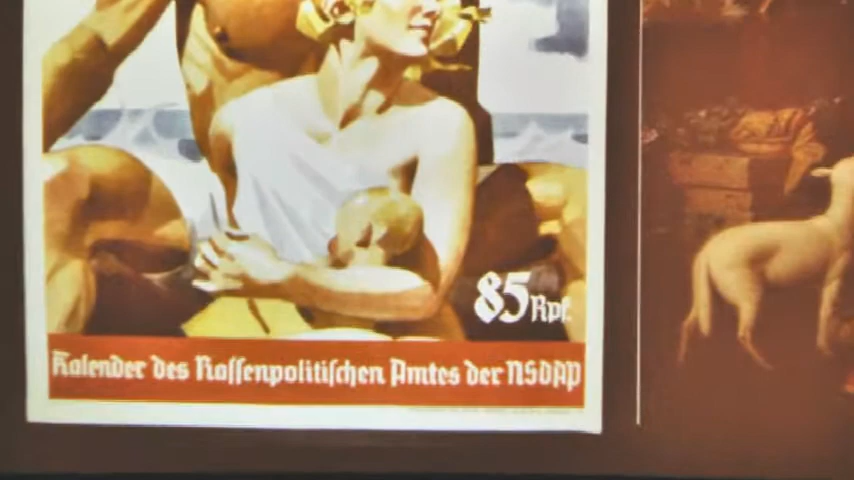 85 Rpf.
Kalender des Rassenpolitischen Amtes der NSDAP